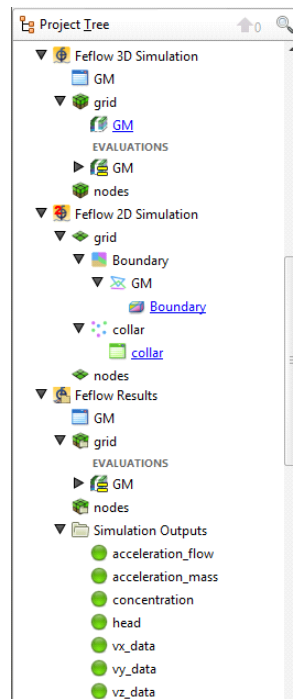 Project Tree 0
Feflow 3D Simulation
GM
grid
GM
EVALUATIONS
GM
nodes
Feflow 2D Simulation
grid
Boundary
GM
Boundary
collar
collar
nodes
Feflow Results
GM
grid
EVALUATIONS
GM
nodes
Simulation Outputs
acceleration_flow
acceleration_mass
concentration
head
vx_data
vy_data
vz_data